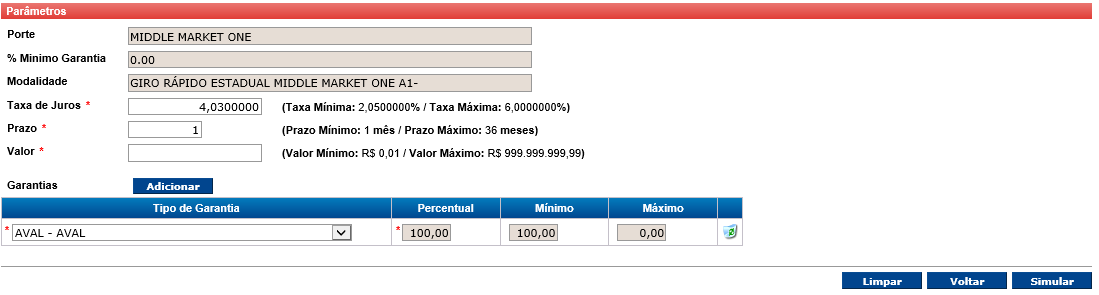 Parâmetros
Porte MIDDLE MARKET ONE
% Minimo Garantia 0.00
Modalidade GIRO RÁPIDO ESTADUAL MIDDLE MARKET ONE A1-
Taxa de Juros * 4,0300000 (Taxa Mínima: 2,0500000% / Taxa Máxima: 6,0000000%)
Prazo * 1 (Prazo Mínimo: 1 mês / Prazo Máximo: 36 meses)
Valor * (Valor Mínimo: R$ 0,01 / Valor Máximo: R$ 999.999.999,99)
Garantias Adicionar
Tipo de Garantia Percentual Mínimo Máximo
* AVAL - AVAL * 100,00 100,00 0,00
Limpar Voltar Simular